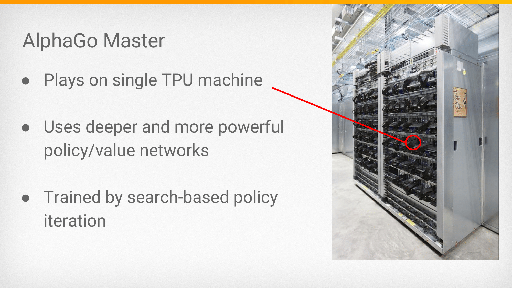 AlphaGo Master
● Plays on single TPU machine
● Uses deeper and more powerful
policy/value networks
● Trained by search-based policy
iteration